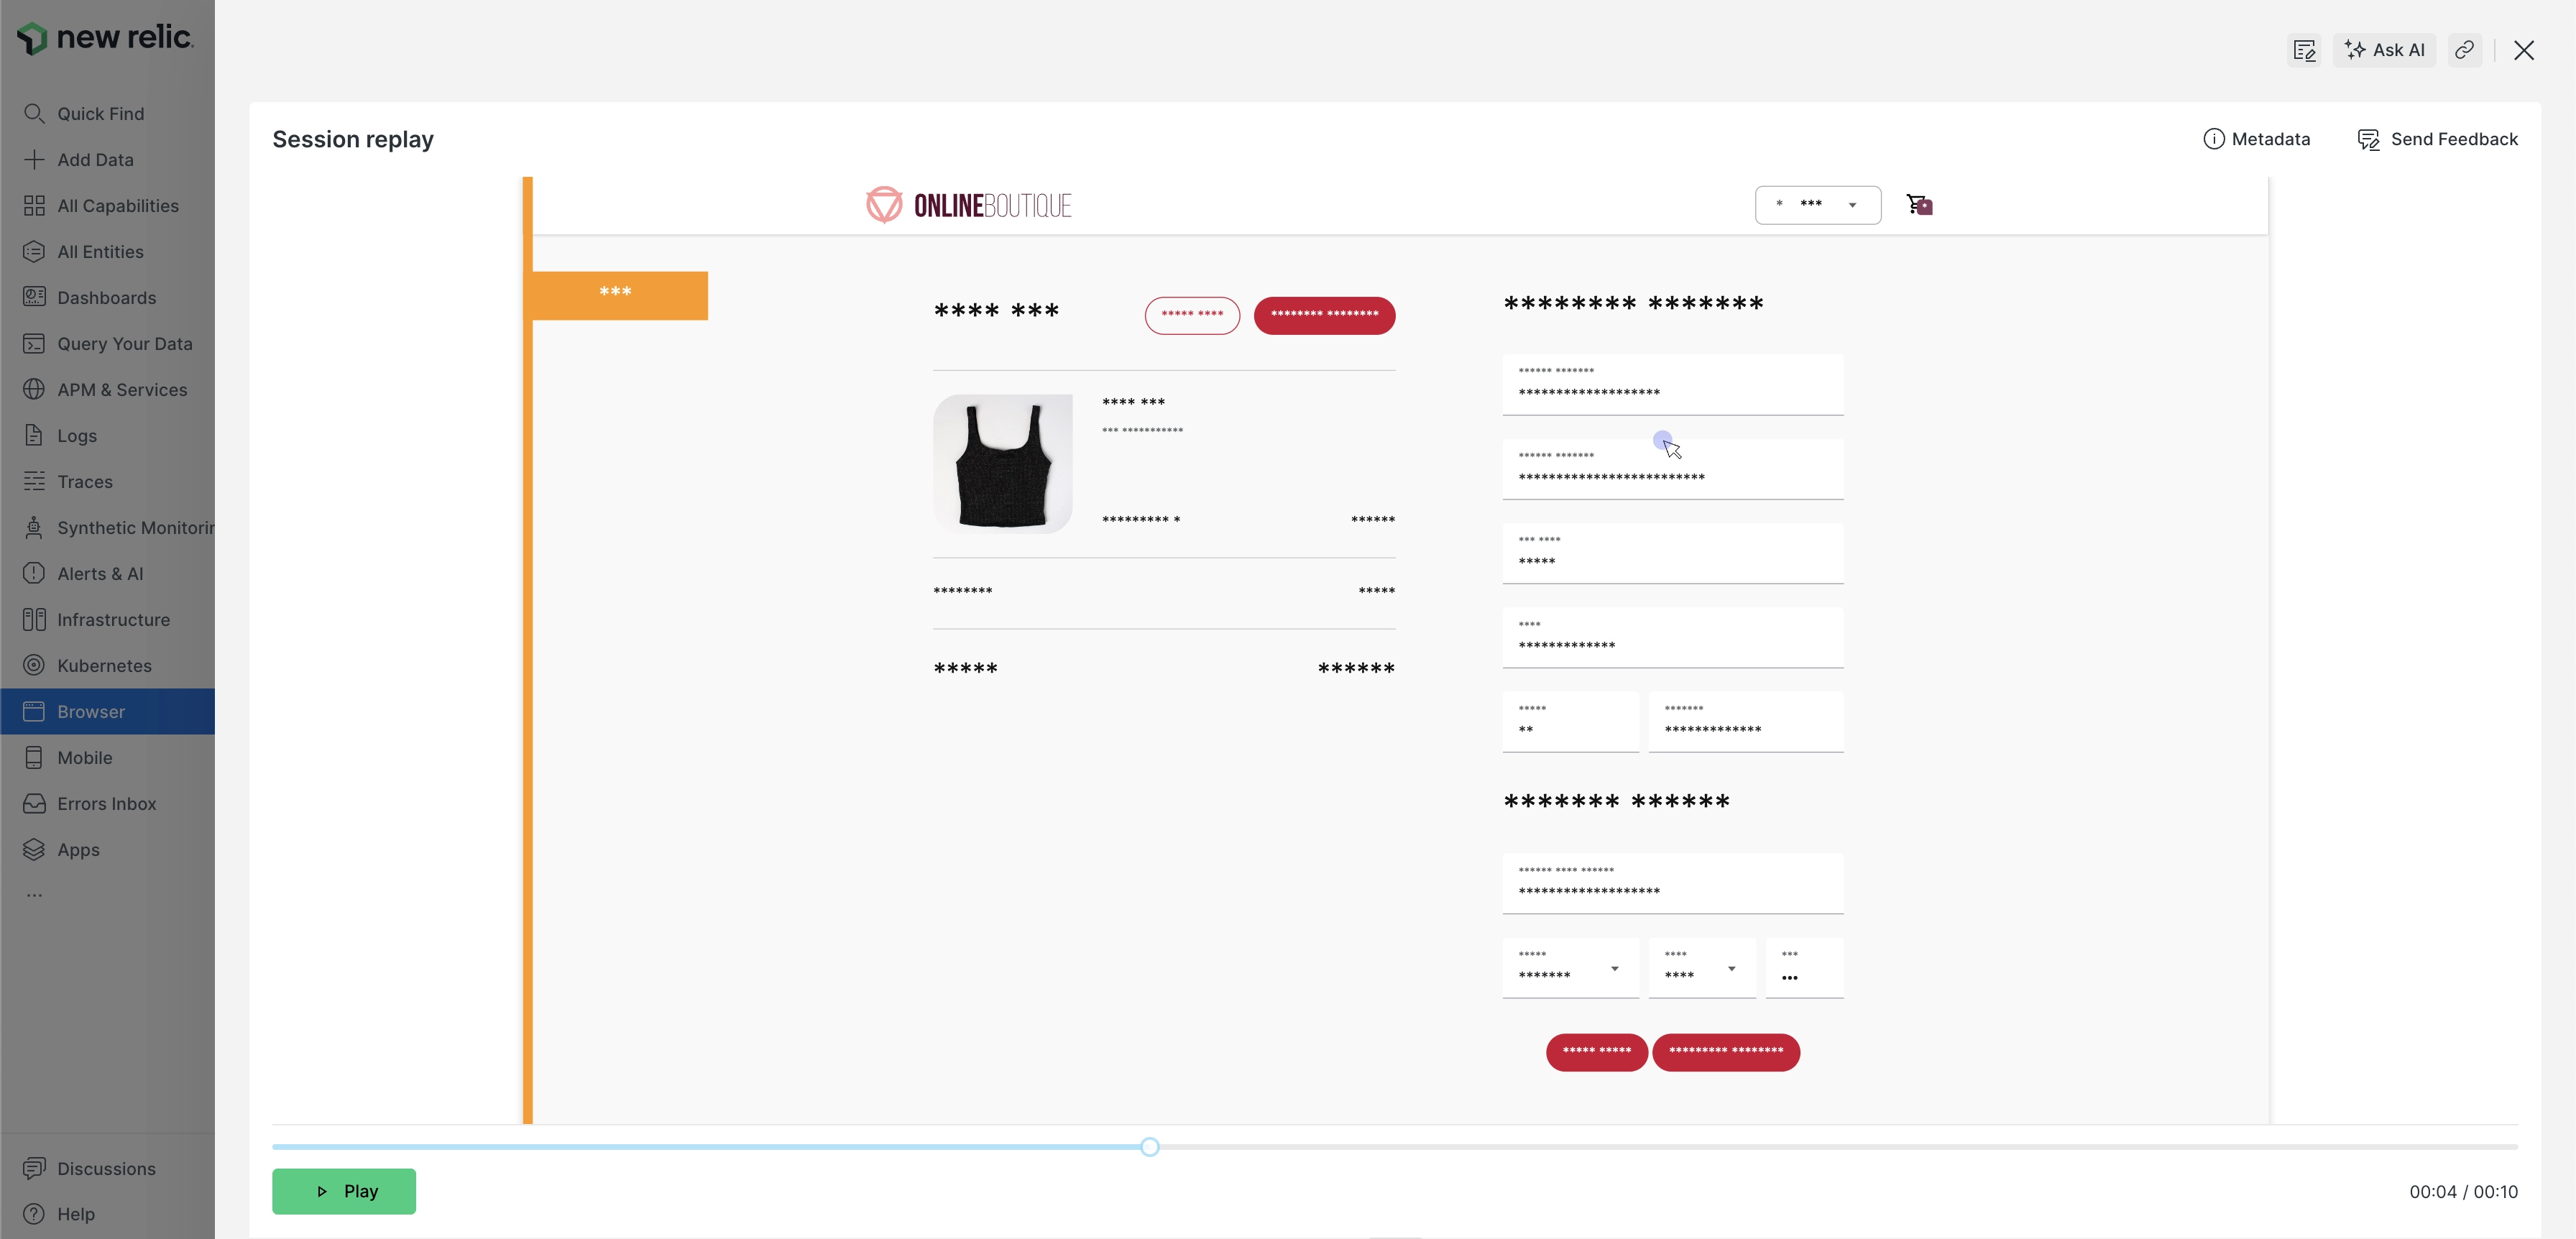 new relic.
Ask AI
Quick Find
Add Data
All Capabilities
All Entities
Dashboards
Query Your Data
APM & Services
Logs
Traces
Synthetic Monitorin
Alerts & AI
Infrastructure
Kubernetes
Browser
Mobile
Errors Inbox
Apps
...
Discussions
Help
Session replay
Metadata
Send Feedback
ONLINEBOUTIQUE
* ***
*
***
**** ***
***** ****
******** ********
**** ***
*** ***********
********* *
******
********
*****
*****
******
******** *******
****** *******
*******************
****** *******
*************************
*** ****
*****
****
*************
*****
**
*******
*************
******* ******
****** **** ******
*******************
*****
*******
****
****
***
•••
***** *****
********* ********
Play
00:04 / 00:10